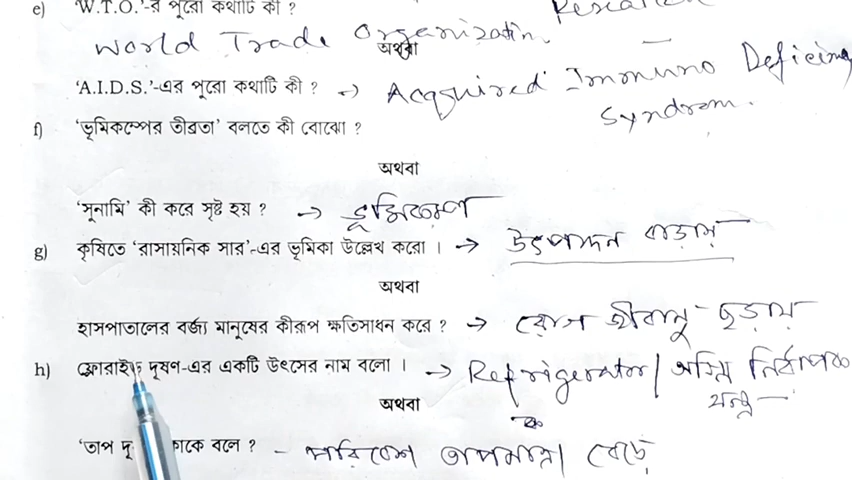 e) 'W.T.O.'-র পুরো কথাটি কী ?
World Trade Organization.
অথবা
'A.I.D.S.'-এর পুরো কথাটি কী ? → Acquired Immuno Deficiency
Syndrom.
f) 'ভূমিকম্পের তীব্রতা' বলতে কী বোঝো ?
অথবা
'সুনামি' কী করে সৃষ্ট হয় ? →
g) কৃষিতে 'রাসায়নিক সার'-এর ভূমিকা উল্লেখ করো । → উৎপাদন বাড়ায়
অথবা
হাসপাতালের বর্জ্য মানুষের কীরূপ ক্ষতিসাধন করে ? → রোগ জীবানু ছড়ায়
h) ফ্লোরাইড দূষণ-এর একটি উৎসের নাম বলো । → Refrigerator / অগ্নি নির্বাপক
যন্ত্র
অথবা
'তাপ দূ কাকে বলে ? - পরিবেশ তাপমাত্রা বেড়ে